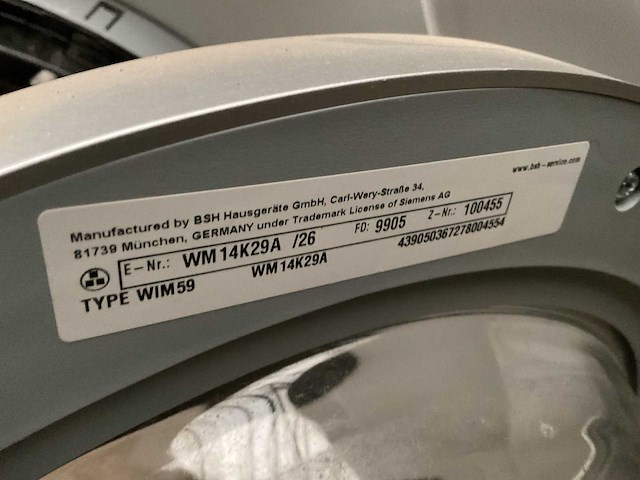 www.bsh-service.com
Manufactured by BSH Hausgeräte GmbH, Carl-Wery-Straße 34,
81739 München, GERMANY under Trademark License of Siemens AG
E-Nr.: WM14K29A /26 FD: 9905 Z-Nr.: 100455
TYPE WIM59 WM14K29A 439050367278004554